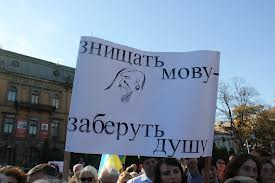 знищать
мову-
заберуть
душу